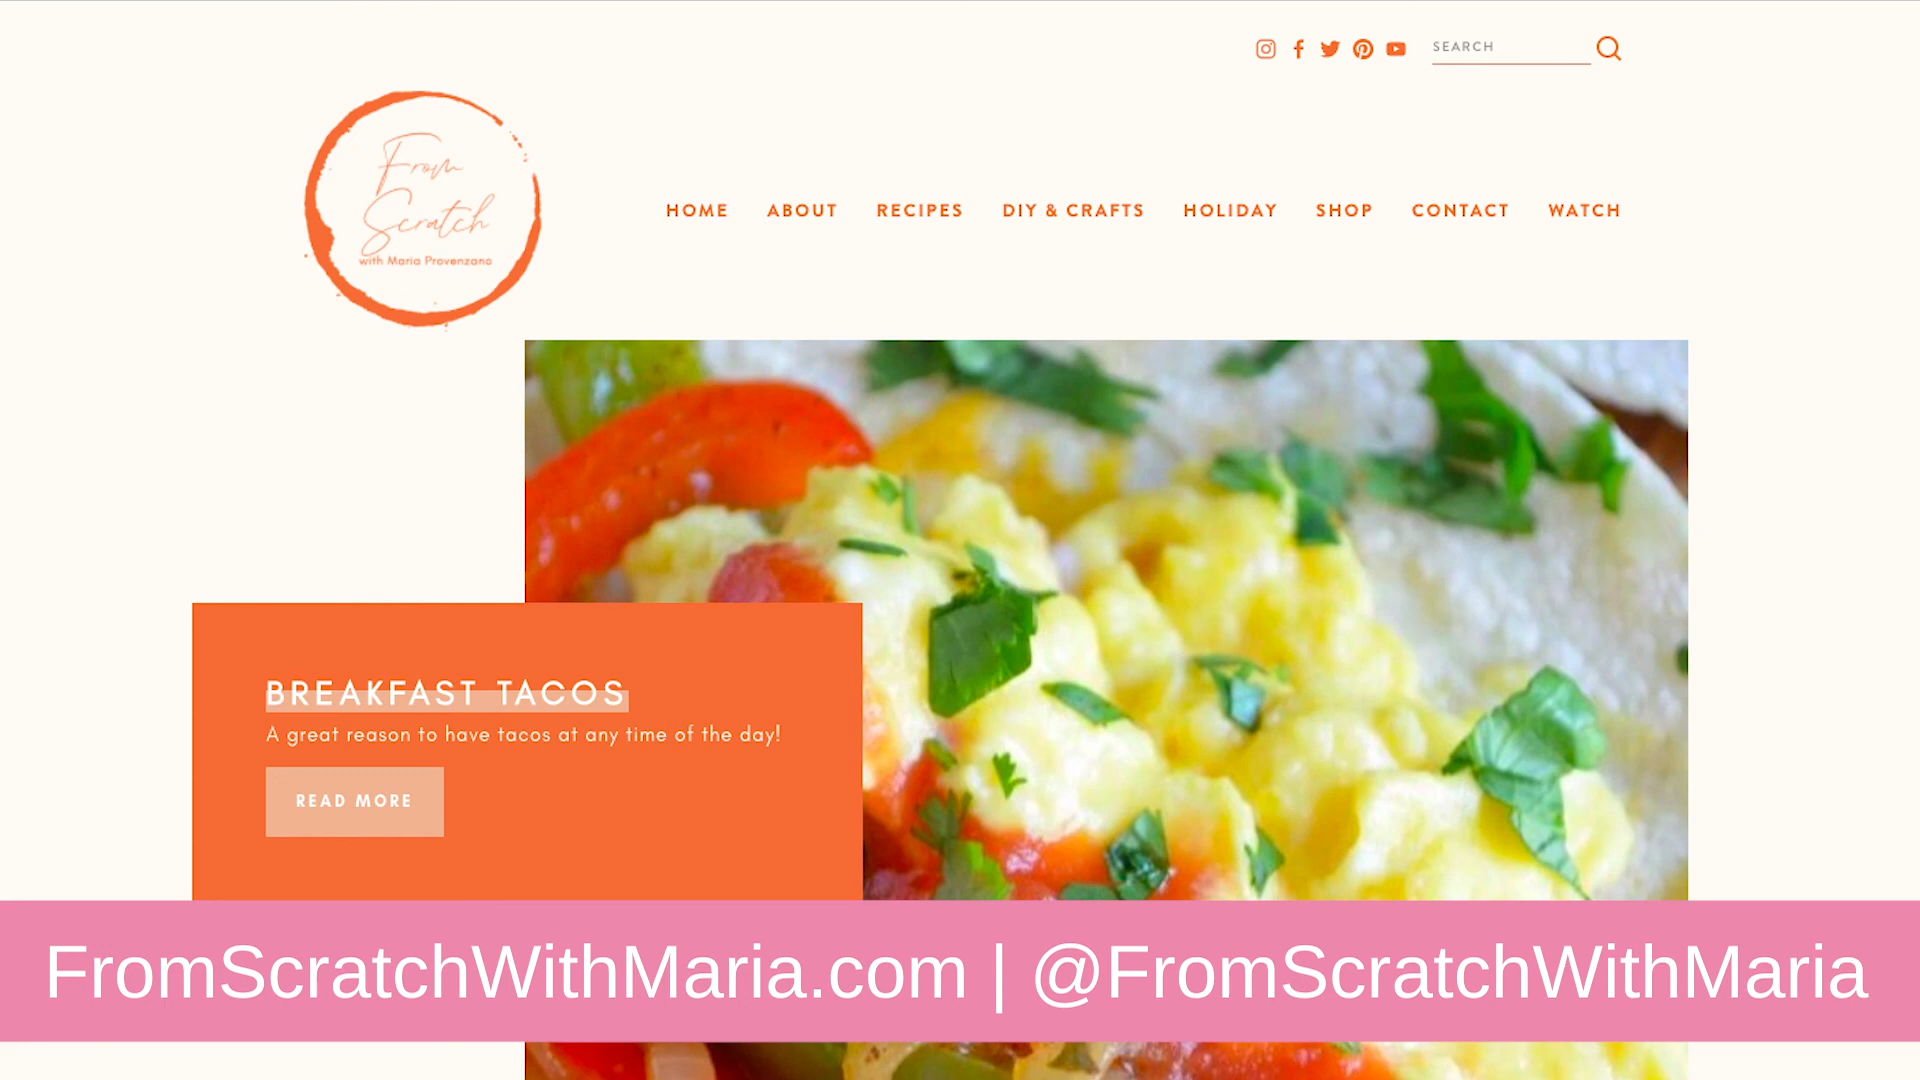 SEARCH
From
Scratch
with Maria Provenzano
HOME ABOUT RECIPES DIY & CRAFTS HOLIDAY SHOP CONTACT WATCH
BREAKFAST TACOS
A great reason to have tacos at any time of the day!
READ MORE
FromScratchWithMaria.com | @FromScratchWithMaria